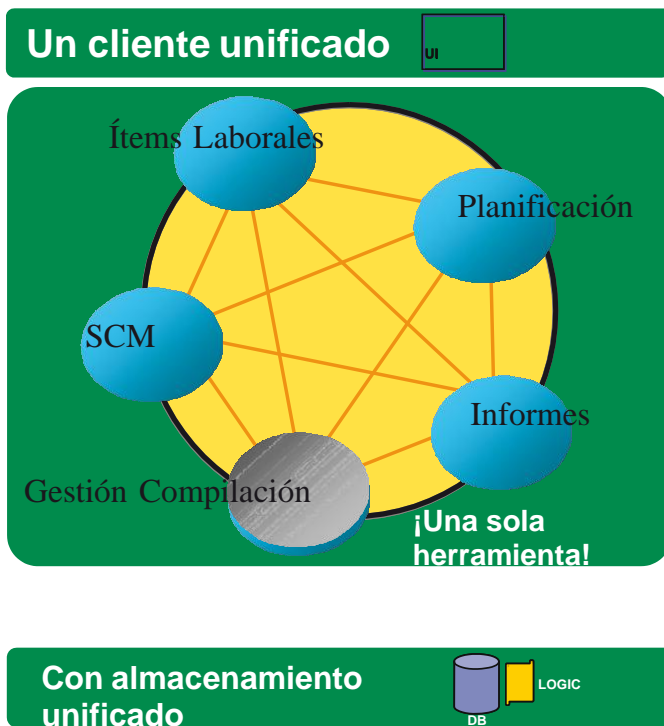 Un cliente unificado
UI
Ítems Laborales
Planificación
SCM
Informes
Gestión Compilación
¡Una sola
herramienta!
Con almacenamiento
unificado
LOGIC
DB